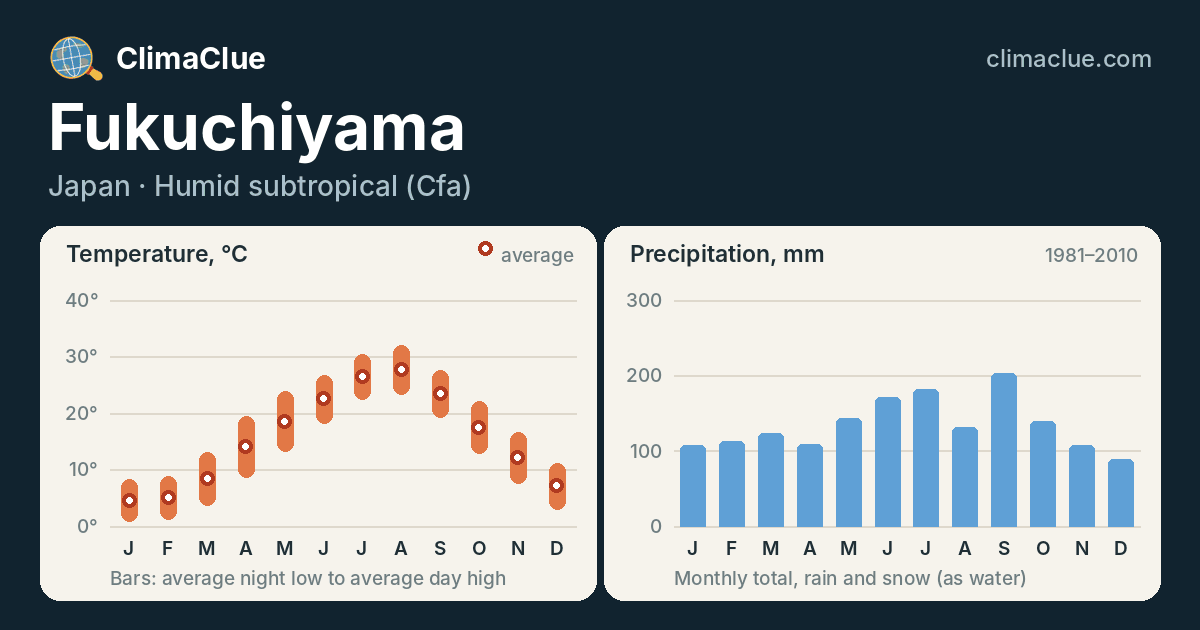 ClimaClue
climaclue.com
Fukuchiyama
Japan · Humid subtropical (Cfa)
Temperature, °C
average
40°
30°
20°
10°
0°
J F M A M J J A S O N D
Bars: average night low to average day high
Precipitation, mm
1981–2010
300
200
100
0
J F M A M J J A S O N D
Monthly total, rain and snow (as water)